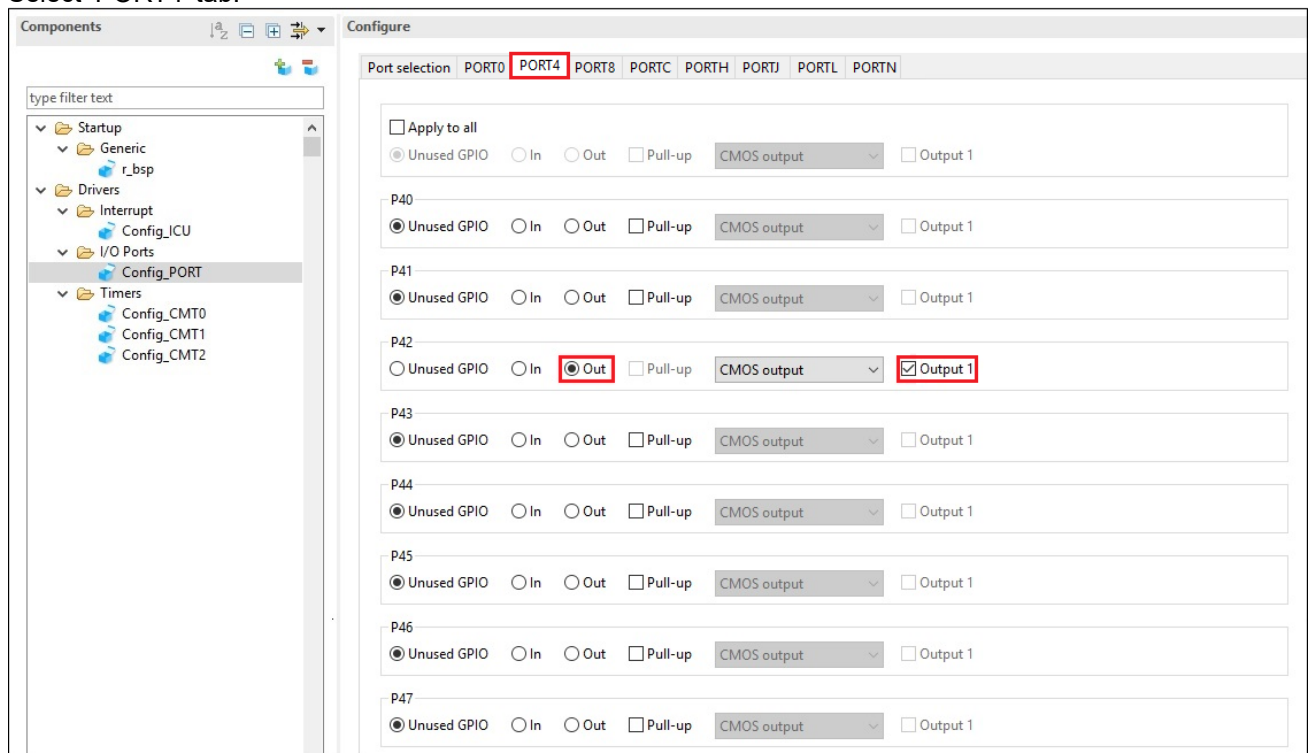 Select 'PORT4' tab.
Components
Configure
type filter text
Startup
Generic
r_bsp
Drivers
Interrupt
Config_ICU
I/O Ports
Config_PORT
Timers
Config_CMT0
Config_CMT1
Config_CMT2
Port selection PORT0 PORT4 PORT8 PORTC PORTH PORTJ PORTL PORTN
Apply to all
Unused GPIO In Out Pull-up CMOS output Output 1
P40
Unused GPIO In Out Pull-up CMOS output Output 1
P41
Unused GPIO In Out Pull-up CMOS output Output 1
P42
Unused GPIO In Out Pull-up CMOS output Output 1
P43
Unused GPIO In Out Pull-up CMOS output Output 1
P44
Unused GPIO In Out Pull-up CMOS output Output 1
P45
Unused GPIO In Out Pull-up CMOS output Output 1
P46
Unused GPIO In Out Pull-up CMOS output Output 1
P47
Unused GPIO In Out Pull-up CMOS output Output 1